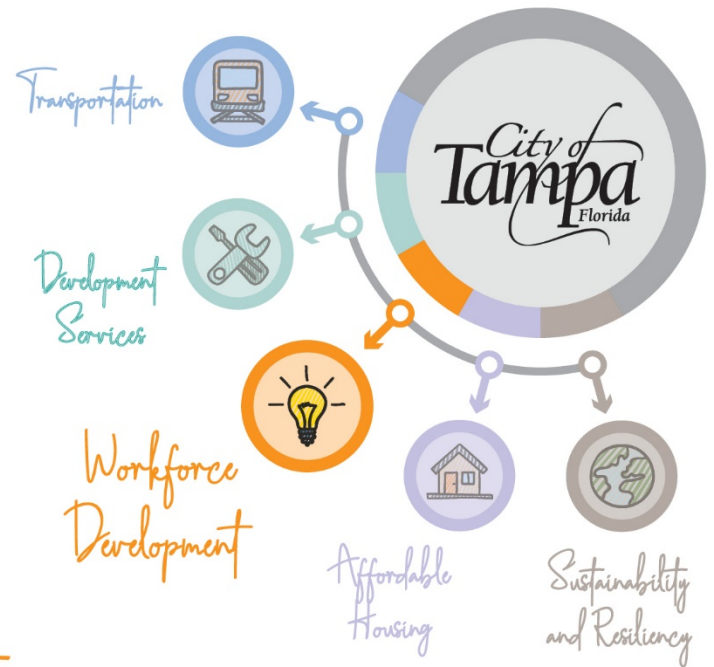 Transportation
City of
Tampa
Florida
Development
Services
Workforce
Development
Affordable
Housing
Sustainability
and Resiliency